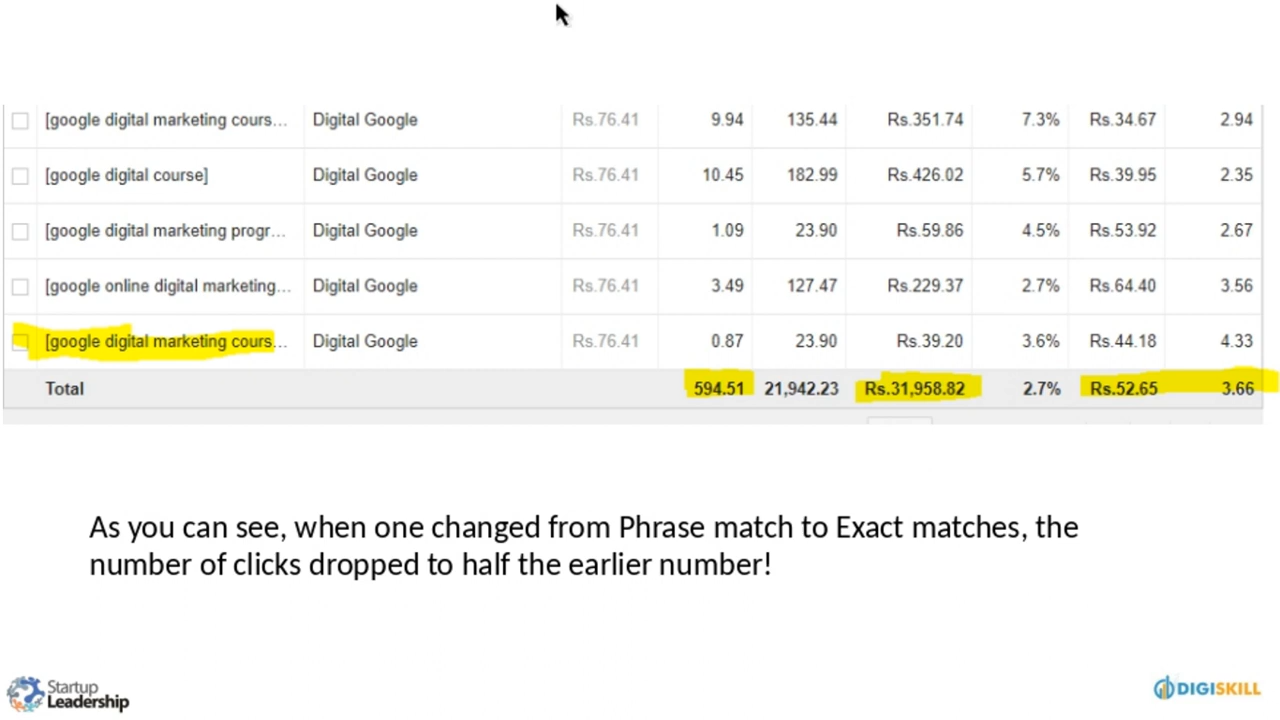 [google digital marketing cours... Digital Google Rs.76.41 9.94 135.44 Rs.351.74 7.3% Rs.34.67 2.94
[google digital course] Digital Google Rs.76.41 10.45 182.99 Rs.426.02 5.7% Rs.39.95 2.35
[google digital marketing progr... Digital Google Rs.76.41 1.09 23.90 Rs.59.86 4.5% Rs.53.92 2.67
[google online digital marketing... Digital Google Rs.76.41 3.49 127.47 Rs.229.37 2.7% Rs.64.40 3.56
[google digital marketing cours... Digital Google Rs.76.41 0.87 23.90 Rs.39.20 3.6% Rs.44.18 4.33
Total 594.51 21,942.23 Rs.31,958.82 2.7% Rs.52.65 3.66
As you can see, when one changed from Phrase match to Exact matches, the
number of clicks dropped to half the earlier number!
Startup
Leadership
DIGISKILL